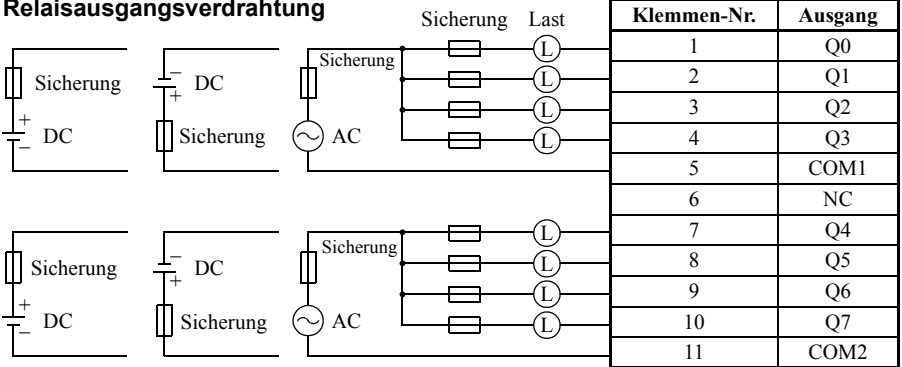 Relaisausgangsverdrahtung
Sicherung Last
Klemmen-Nr. Ausgang
1 Q0
Sicherung
Sicherung
− DC
+
2 Q1
3 Q2
+
− DC
Sicherung
AC
4 Q3
5 COM1
6 NC
7 Q4
Sicherung
Sicherung
− DC
+
8 Q5
9 Q6
+
− DC
Sicherung
AC
10 Q7
11 COM2
L
L
L
L
L
L
L
L